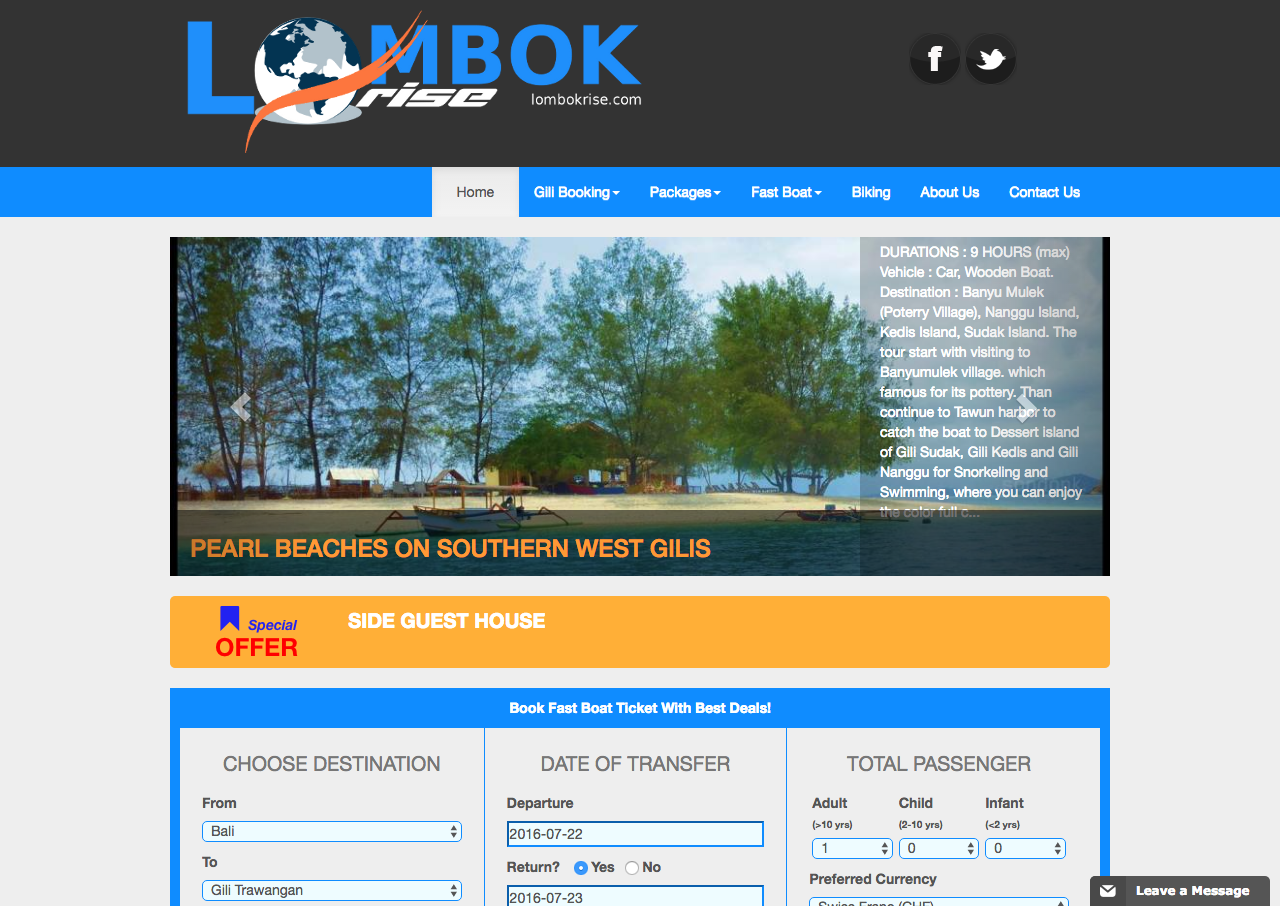 LOMBOK
rise
lombokrise.com
f
Home Gili Booking Packages Fast Boat Biking About Us Contact Us
DURATIONS : 9 HOURS (max)
Vehicle : Car, Wooden Boat.
Destination : Banyu Mulek
(Poterry Village), Nanggu Island,
Kedis Island, Sudak Island. The
tour start with visiting to
Banyumulek village. which
famous for its pottery. Than
continue to Tawun harbor to
catch the boat to Dessert island
of Gili Sudak, Gili Kedis and Gili
Nanggu for Snorkeling and
Swimming, where you can enjoy
the color full c...
PEARL BEACHES ON SOUTHERN WEST GILIS
Special
OFFER
SIDE GUEST HOUSE
Book Fast Boat Ticket With Best Deals!
CHOOSE DESTINATION
From
Bali
To
Gili Trawangan
DATE OF TRANSFER
Departure
2016-07-22
Return? Yes No
2016-07-23
TOTAL PASSENGER
Adult Child Infant
(>10 yrs) (2-10 yrs) (<2 yrs)
1 0 0
Preferred Currency
Swiss Franc (CHF)
Leave a Message